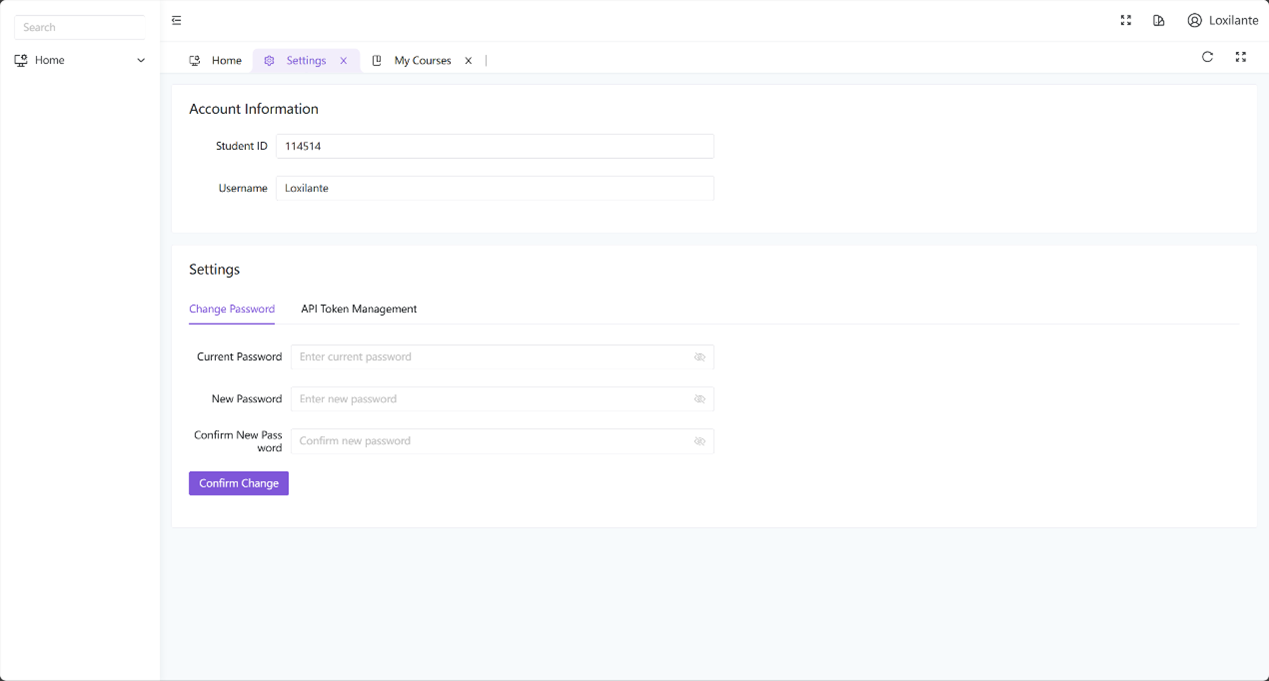 Search
Loxilante
Home
Home
Settings
My Courses
Account Information
Student ID
114514
Username
Loxilante
Settings
Change Password
API Token Management
Current Password
Enter current password
New Password
Enter new password
Confirm New Pass
word
Confirm new password
Confirm Change